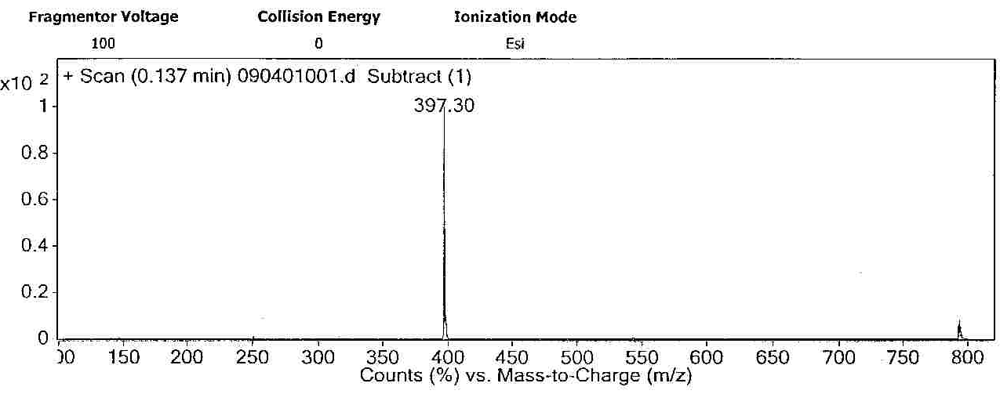 Fragmentor Voltage Collision Energy Ionization Mode
100 0 Esi
x10 2 + Scan (0.137 min) 090401001.d Subtract (1)
397.30
1
0.8
0.6
0.4
0.2
0
150 200 250 300 350 400 450 500 550 600 650 700 750 800
Counts (%) vs. Mass-to-Charge (m/z)